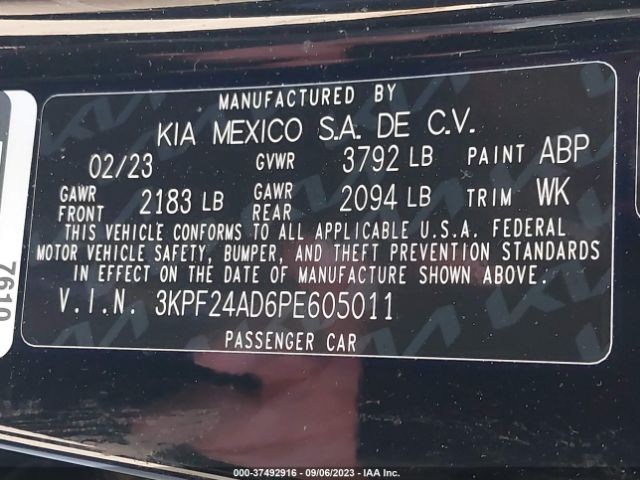 MANUFACTURED BY
KIA MEXICO S.A. DE C.V.
02/23 GVWR 3792 LB PAINT ABP
GAWR FRONT 2183 LB GAWR REAR 2094 LB TRIM WK
THIS VEHICLE CONFORMS TO ALL APPLICABLE U.S.A. FEDERAL
MOTOR VEHICLE SAFETY, BUMPER, AND THEFT PREVENTION STANDARDS
IN EFFECT ON THE DATE OF MANUFACTURE SHOWN ABOVE.
V.I.N. 3KPF24AD6PE605011
PASSENGER CAR
7610
000-37492916 - 09/06/2023 - IAA Inc.